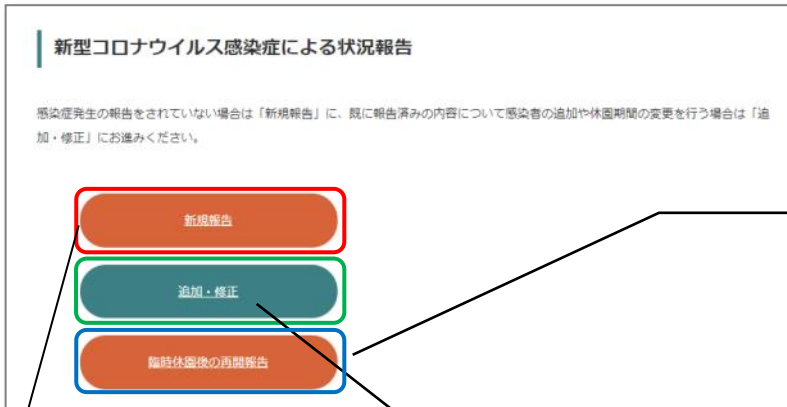 新型コロナウイルス感染症による状況報告
感染症発生の報告をされていない場合は「新規報告」に、既に報告済みの内容について感染者の追加や休園期間の変更を行う場合は「追
加・修正」にお進みください。
新規報告
追加・修正
臨時休園後の再開報告